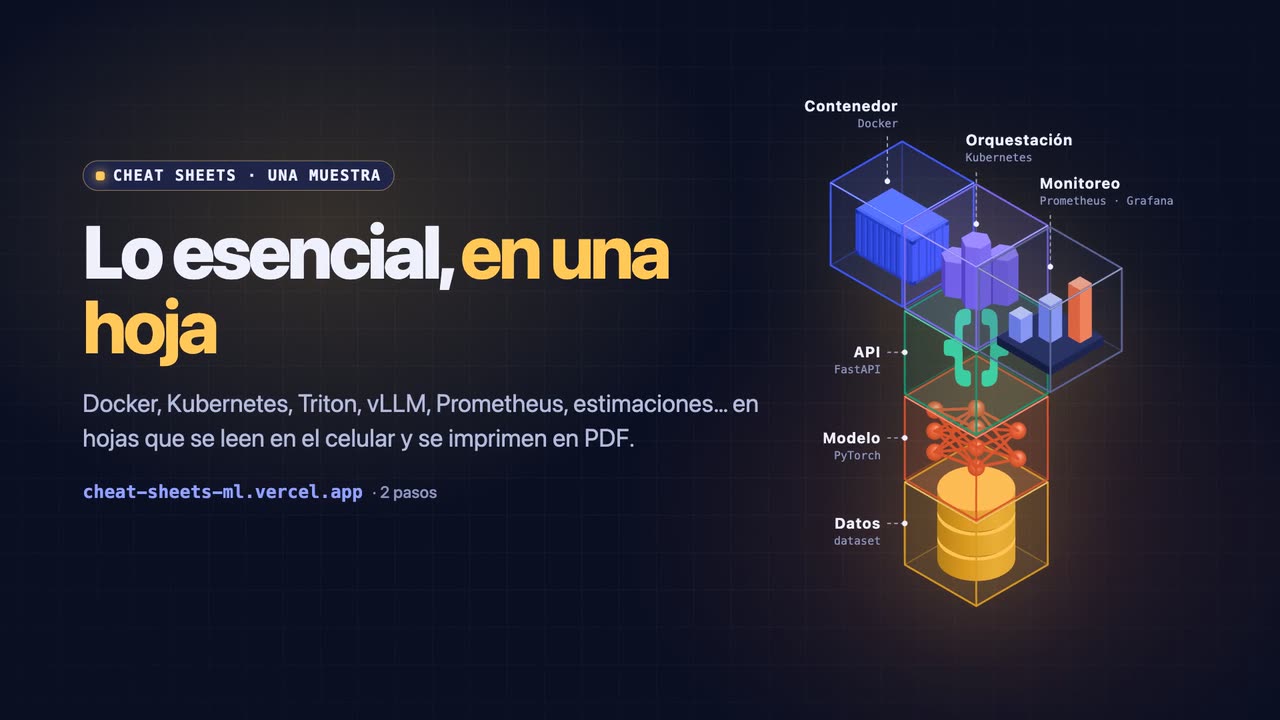 CHEAT SHEETS · UNA MUESTRA
Lo esencial, en una
hoja
Docker, Kubernetes, Triton, vLLM, Prometheus, estimaciones... en
hojas que se leen en el celular y se imprimen en PDF.
cheat-sheets-ml.vercel.app · 2 pasos
Contenedor
Docker
Orquestación
Kubernetes
Monitoreo
Prometheus · Grafana
API
FastAPI
Modelo
PyTorch
Datos
dataset